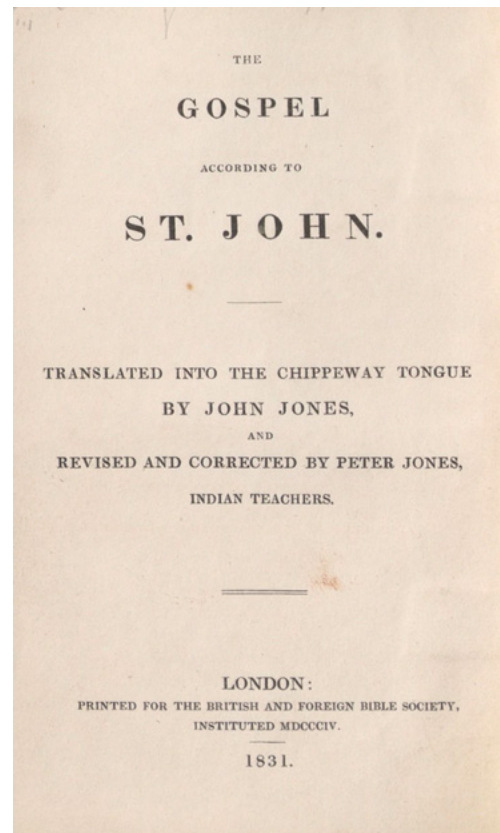 THE
GOSPEL
ACCORDING TO
ST. JOHN.
TRANSLATED INTO THE CHIPPEWAY TONGUE
BY JOHN JONES,
AND
REVISED AND CORRECTED BY PETER JONES,
INDIAN TEACHERS.
LONDON:
PRINTED FOR THE BRITISH AND FOREIGN BIBLE SOCIETY,
INSTITUTED MDCCCIV.
1831.